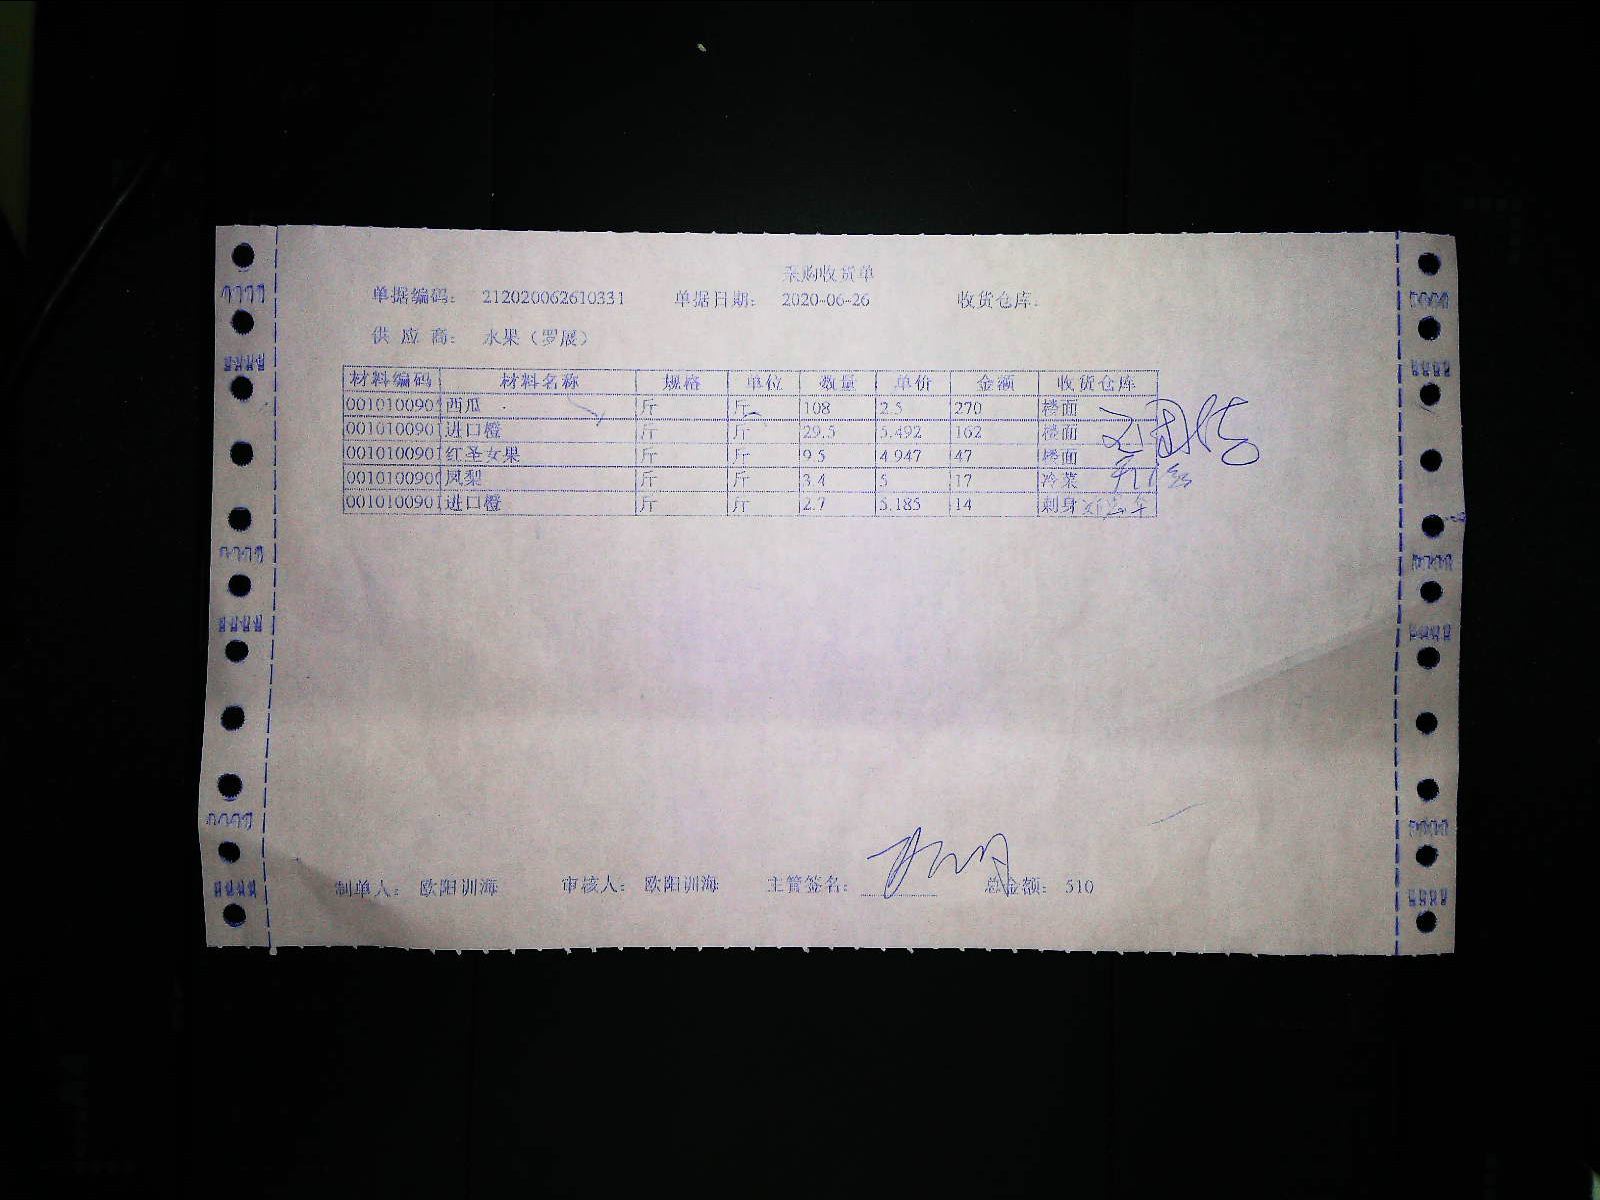 采购收货单
单据编码： 212020062610331 单据日期： 2020-06-26 收货仓库：
供 应 商： 水果（罗展）
材料编码 材料名称 规格 单位 数量 单价 金额 收货仓库
001010090 西瓜 斤 斤 108 2.5 270 楼面
001010090 进口橙 斤 斤 29.5 5.492 162 楼面
001010090 红圣女果 斤 斤 9.5 4.947 47 楼面
001010090 凤梨 斤 斤 3.4 5 17 冷菜
001010090 进口橙 斤 斤 2.7 5.185 14 刺身
制单人： 欧阳训海 审核人： 欧阳训海 主管签名： 总金额： 510